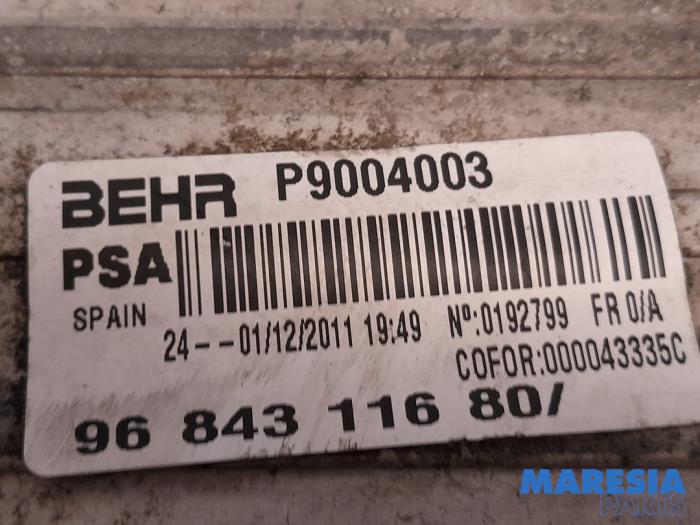 BEHR P9004003
PSA
SPAIN
24--01/12/2011 19:49 Nº:0192799 FR 0/A
COFOR:000043335C
96 843 116 80/
MARESIA
PARTS